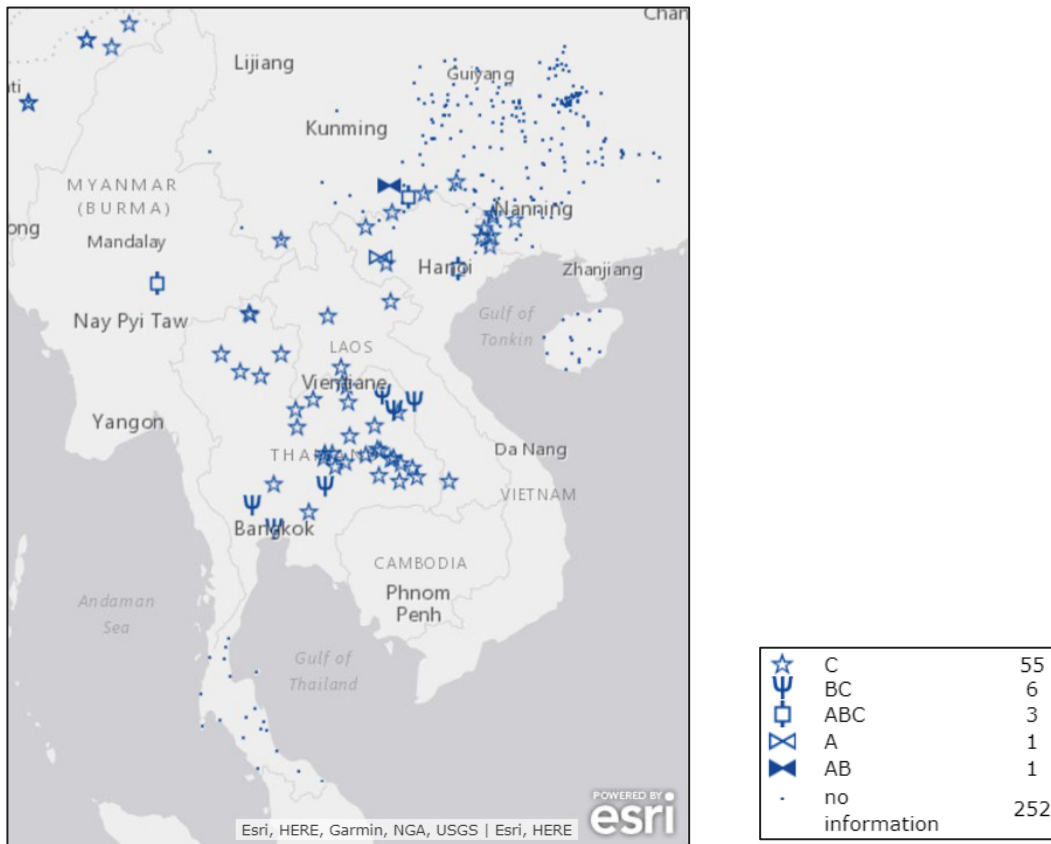 Chan
Lijiang
Guiyang
ati
Kunming
MYANMAR
(BURMA)
Nanning
ong
Mandalay
Hanoi
Zhanjiang
Nay Pyi Taw
Gulf of
Tonkin
LAOS
Vientiane
Yangon
THAILAND
Da Nang
VIETNAM
Bangkok
CAMBODIA
Phnom
Penh
Andaman
Sea
Gulf of
Thailand
POWERED BY
esri
Esri, HERE, Garmin, NGA, USGS | Esri, HERE
C 55
BC 6
ABC 3
A 1
AB 1
no
information 252